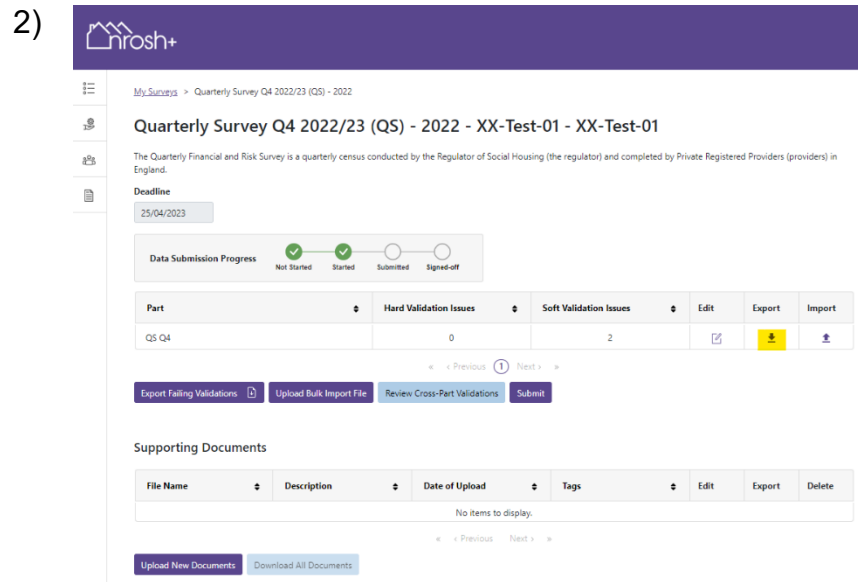 2)
nrosh+
My Surveys > Quarterly Survey Q4 2022/23 (QS) - 2022
Quarterly Survey Q4 2022/23 (QS) - 2022 - XX-Test-01 - XX-Test-01
The Quarterly Financial and Risk Survey is a quarterly census conducted by the Regulator of Social Housing (the regulator) and completed by Private Registered Providers (providers) in
England.
Deadline
25/04/2023
Data Submission Progress Not Started Started Submitted Signed-off
Part Hard Validation Issues Soft Validation Issues Edit Export Import
QS Q4 0 2
« ‹ Previous 1 Next › »
Export Failing Validations Upload Bulk Import File Review Cross-Part Validations Submit
Supporting Documents
File Name Description Date of Upload Tags Edit Export Delete
No items to display.
« ‹ Previous Next › »
Upload New Documents Download All Documents